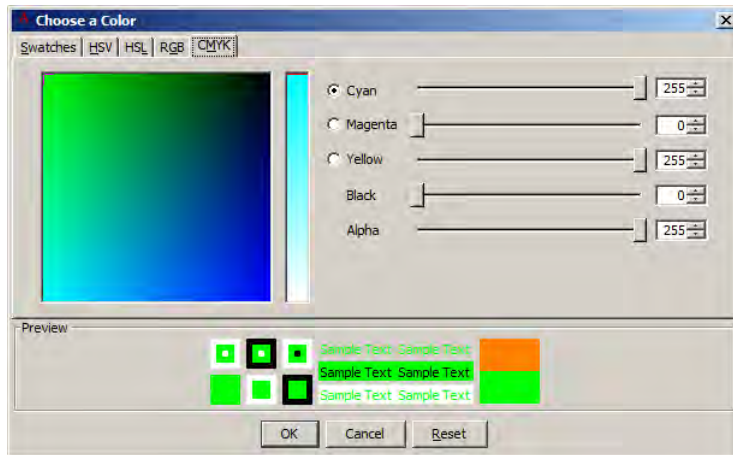 Choose a Color
Swatches HSV HSL RGB CMYK
Cyan 255
Magenta 0
Yellow 255
Black 0
Alpha 255
Preview
Sample Text Sample Text
Sample Text Sample Text
Sample Text Sample Text
OK Cancel Reset